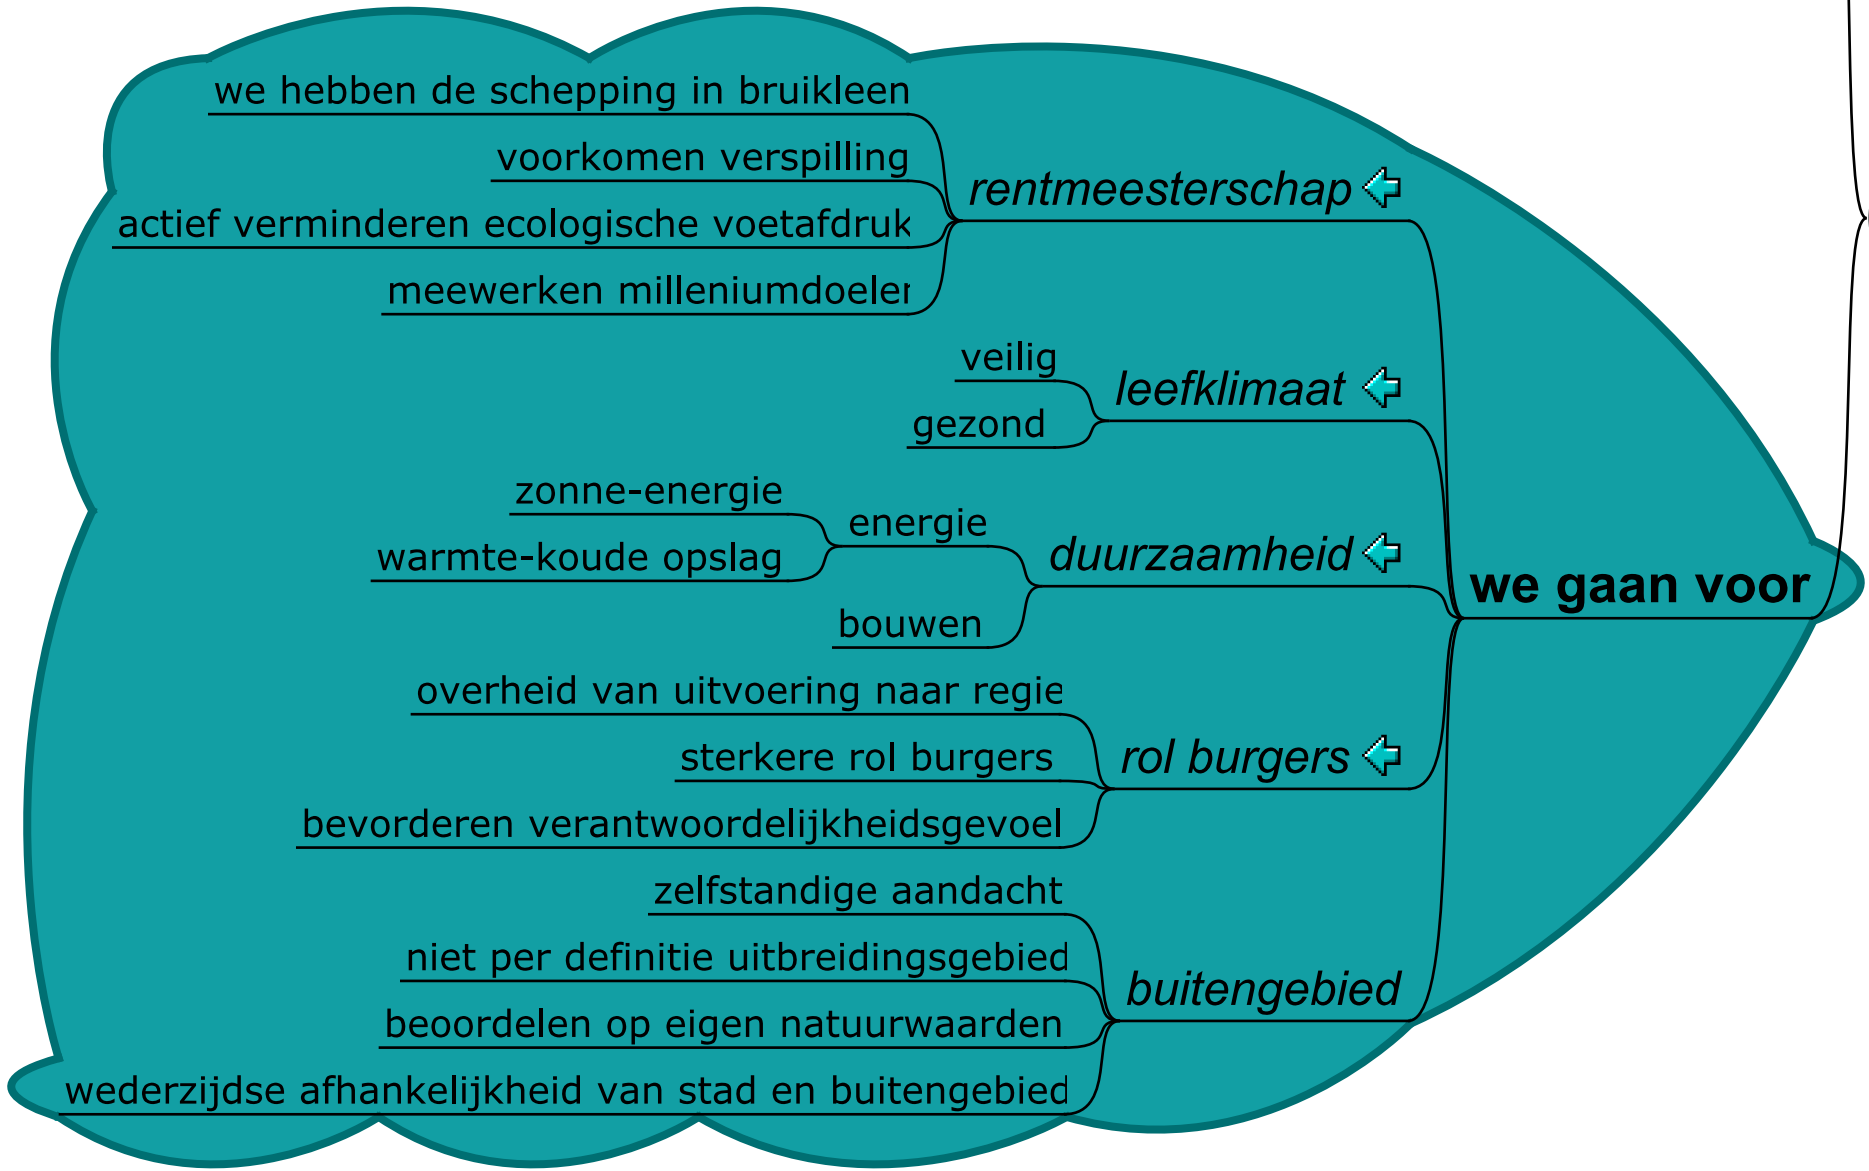 we hebben de schepping in bruikleen
voorkomen verspilling
actief verminderen ecologische voetafdruk
meewerken milleniumdoelen
rentmeesterschap
veilig
gezond
leefklimaat
zonne-energie
warmte-koude opslag
energie
bouwen
duurzaamheid
we gaan voor
overheid van uitvoering naar regie
sterkere rol burgers
bevorderen verantwoordelijkheidsgevoel
rol burgers
zelfstandige aandacht
niet per definitie uitbreidingsgebied
beoordelen op eigen natuurwaarden
wederzijdse afhankelijkheid van stad en buitengebied
buitengebied